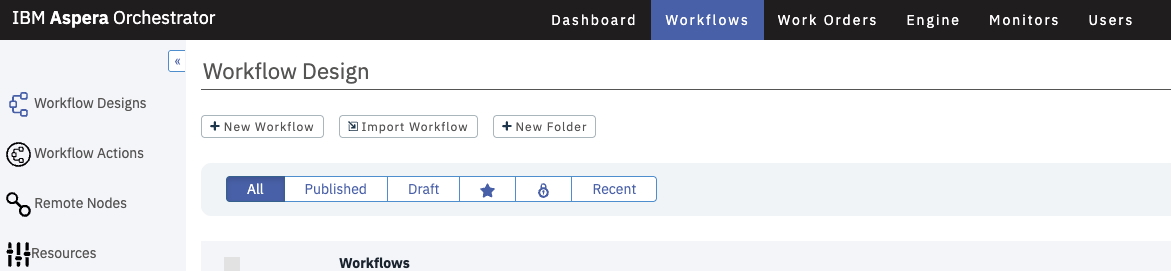 IBM Aspera Orchestrator
Dashboard Workflows Work Orders Engine Monitors Users
«
Workflow Design
Workflow Designs
Workflow Actions
Remote Nodes
Resources
+ New Workflow Import Workflow + New Folder
All Published Draft Recent
Workflows